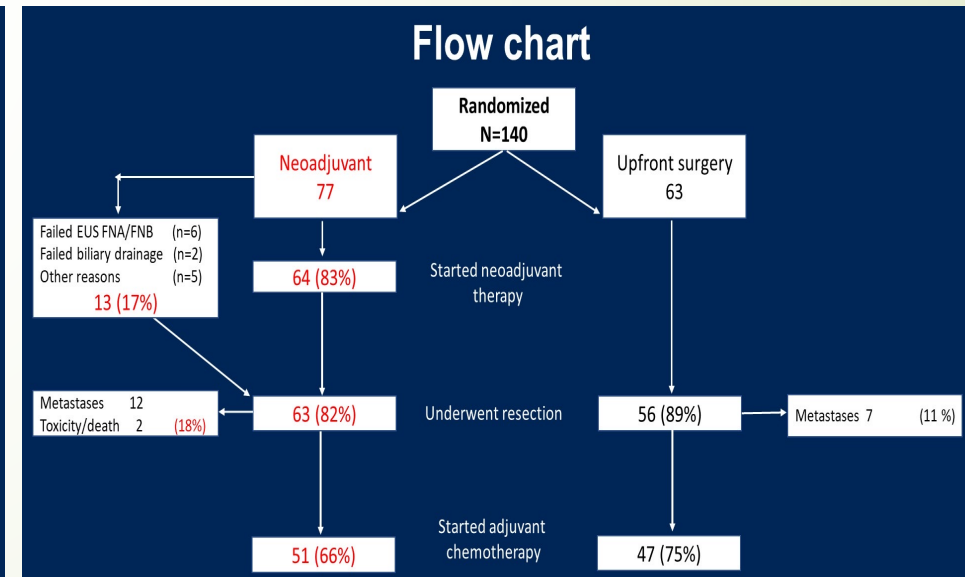 Flow chart
Randomized
N=140
Neoadjuvant
77
Upfront surgery
63
Failed EUS FNA/FNB (n=6)
Failed biliary drainage (n=2)
Other reasons (n=5)
13 (17%)
64 (83%)
Started neoadjuvant
therapy
Metastases 12
Toxicity/death 2 (18%)
63 (82%)
Underwent resection
56 (89%)
Metastases 7 (11 %)
51 (66%)
Started adjuvant
chemotherapy
47 (75%)